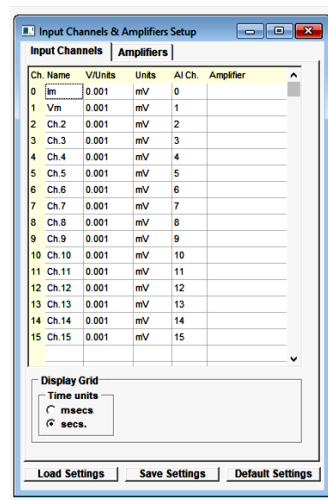 Input Channels & Amplifiers Setup
Input Channels Amplifiers
Ch. Name V/Units Units AI Ch. Amplifier
0 Im 0.001 mV 0
1 Vm 0.001 mV 1
2 Ch.2 0.001 mV 2
3 Ch.3 0.001 mV 3
4 Ch.4 0.001 mV 4
5 Ch.5 0.001 mV 5
6 Ch.6 0.001 mV 6
7 Ch.7 0.001 mV 7
8 Ch.8 0.001 mV 8
9 Ch.9 0.001 mV 9
10 Ch.10 0.001 mV 10
11 Ch.11 0.001 mV 11
12 Ch.12 0.001 mV 12
13 Ch.13 0.001 mV 13
14 Ch.14 0.001 mV 14
15 Ch.15 0.001 mV 15
Display Grid
Time units
msecs
secs.
Load Settings Save Settings Default Settings